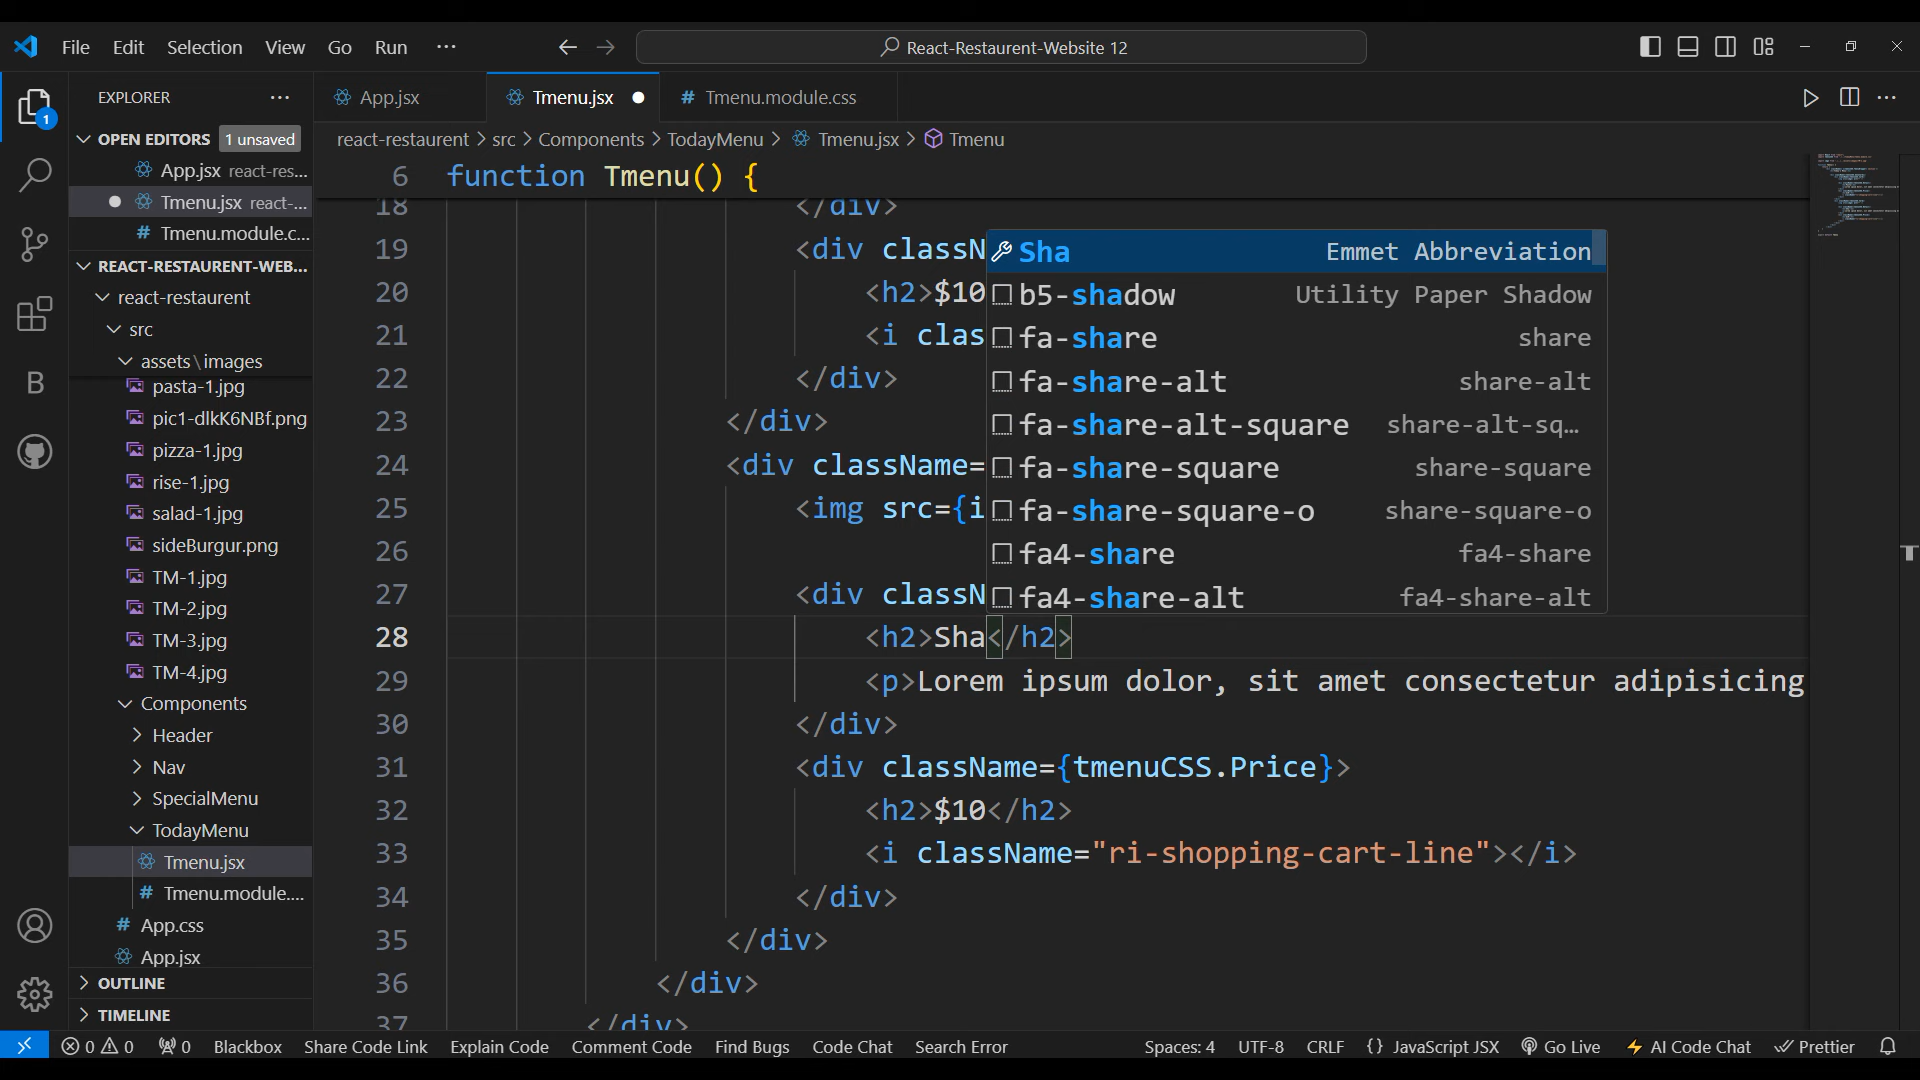 File Edit Selection View Go Run ··· React-Restaurent-Website 12
EXPLORER ···
1
OPEN EDITORS 1 unsaved
App.jsx react-res...
Tmenu.jsx react-...
Tmenu.module.c...
REACT-RESTAURENT-WEB...
react-restaurent
src
assets\images
pasta-1.jpg
pic1-dlkK6NBf.png
pizza-1.jpg
rise-1.jpg
salad-1.jpg
sideBurgur.png
TM-1.jpg
TM-2.jpg
TM-3.jpg
TM-4.jpg
Components
Header
Nav
SpecialMenu
TodayMenu
Tmenu.jsx
Tmenu.module....
App.css
App.jsx
OUTLINE
TIMELINE
App.jsx Tmenu.jsx Tmenu.module.css
react-restaurent > src > Components > TodayMenu > Tmenu.jsx > Tmenu
6 function Tmenu() {
18 </div>
19 <div classN
20 <h2>$10
21 <i clas
22 </div>
23 </div>
24 <div className=
25 <img src={i
26
27 <div classN
28 <h2>Sha</h2>
29 <p>Lorem ipsum dolor, sit amet consectetur adipisicing
30 </div>
31 <div className={tmenuCSS.Price}>
32 <h2>$10</h2>
33 <i className="ri-shopping-cart-line"></i>
34 </div>
35 </div>
36 </div>
37 </div>
Sha Emmet Abbreviation
b5-shadow Utility Paper Shadow
fa-share share
fa-share-alt share-alt
fa-share-alt-square share-alt-sq...
fa-share-square share-square
fa-share-square-o share-square-o
fa4-share fa4-share
fa4-share-alt fa4-share-alt
0 0 0 Blackbox Share Code Link Explain Code Comment Code Find Bugs Code Chat Search Error Spaces: 4 UTF-8 CRLF {} JavaScript JSX Go Live AI Code Chat Prettier